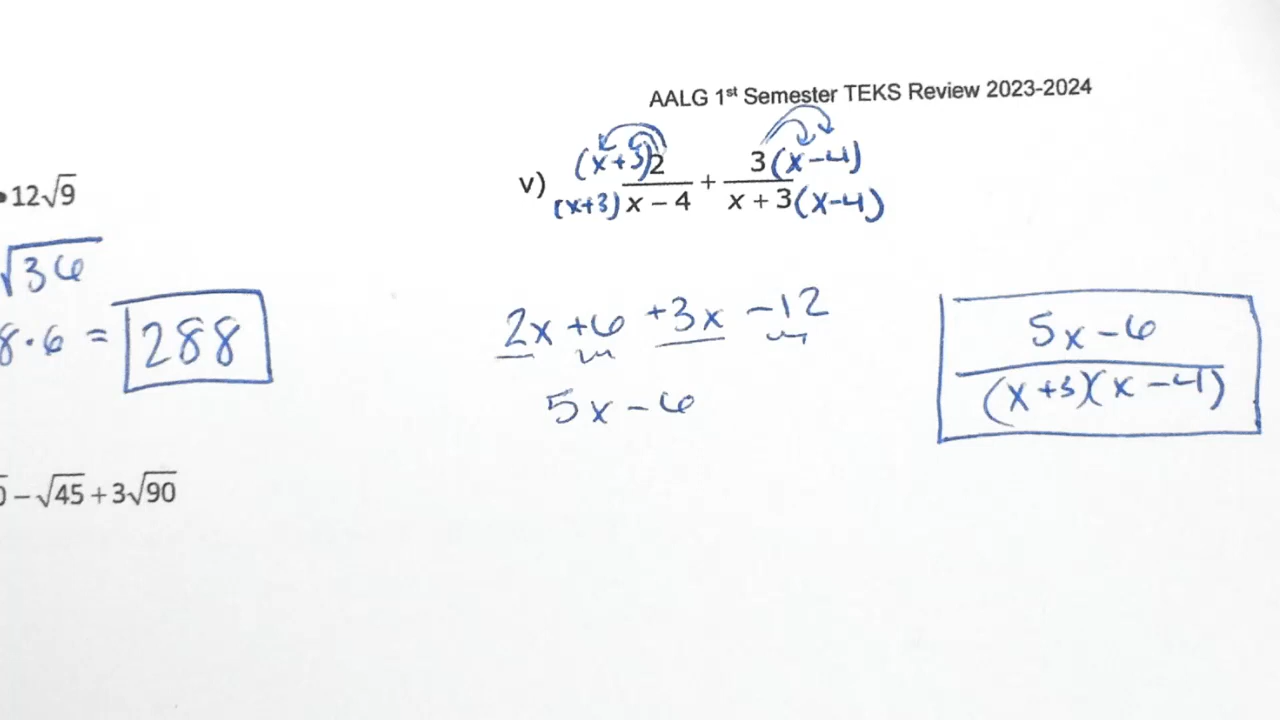 AALG 1st Semester TEKS Review 2023-2024
•12√9
√36
8·6 = 288
−√45 + 3√90
v) (x+3)2 + 3(x-4)
(x+3) x − 4 x + 3(x-4)
2x +6 +3x -12
5x - 6
5x - 6
(x+3)(x-4)